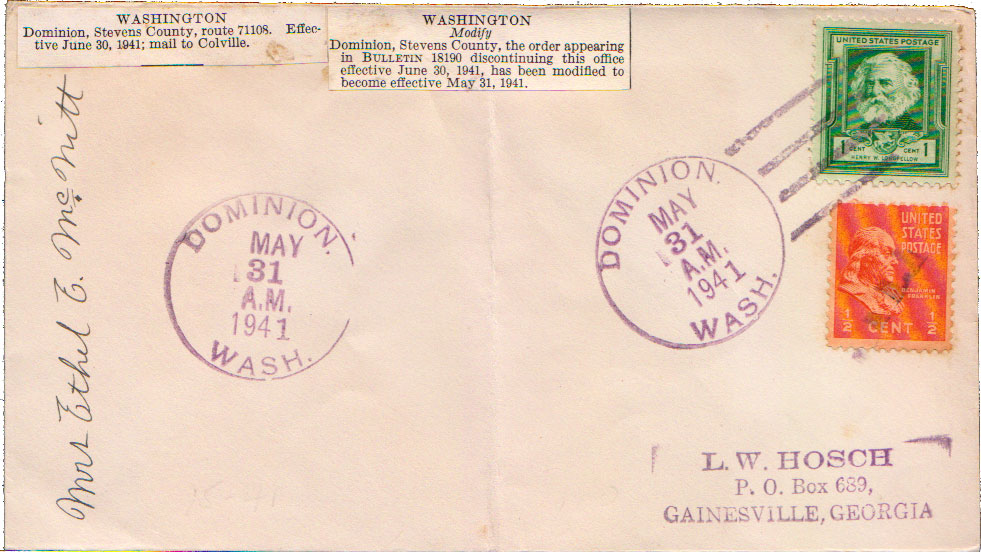 WASHINGTON
Dominion, Stevens County, route 71108. Effec-
tive June 30, 1941; mail to Colville.
WASHINGTON
Modify
Dominion, Stevens County, the order appearing
in BULLETIN 18190 discontinuing this office
effective June 30, 1941, has been modified to
become effective May 31, 1941.
UNITED STATES POSTAGE
1 CENT CENT 1
HENRY W. LONGFELLOW
UNITED
STATES
POSTAGE
BENJAMIN
FRANKLIN
1/2 CENT 1/2
Mrs Ethel E. McNitt
DOMINION.
MAY
31
A.M.
1941
WASH.
DOMINION.
MAY
31
A.M.
1941
WASH.
L. W. HOSCH
P. O. Box 689,
GAINESVILLE, GEORGIA